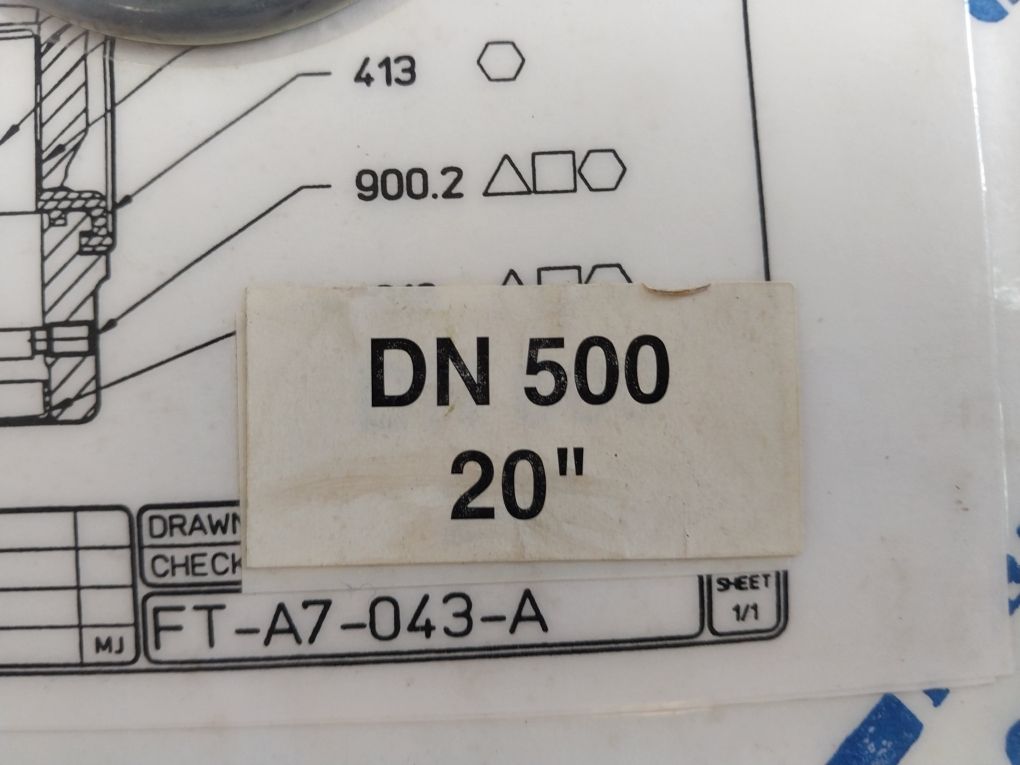 413
900.2
DN 500
20"
DRAWN
CHECK
FT-A7-043-A
SHEET
1/1
MJ